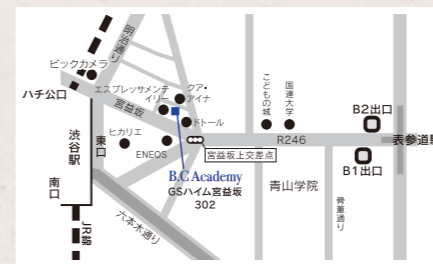 明治通り
ビックカメラ
ハチ公口
エスプレッサメンテ
イリー
クア・
アイナ
宮益坂
ドトール
こどもの城
国連大学
B2出口
渋谷駅
東口
ヒカリエ
ENEOS
宮益坂上交差点
R246
表参道駅
B1出口
B.C Academy
GSハイム宮益坂
302
青山学院
骨董通り
南口
六本木通り
JR線